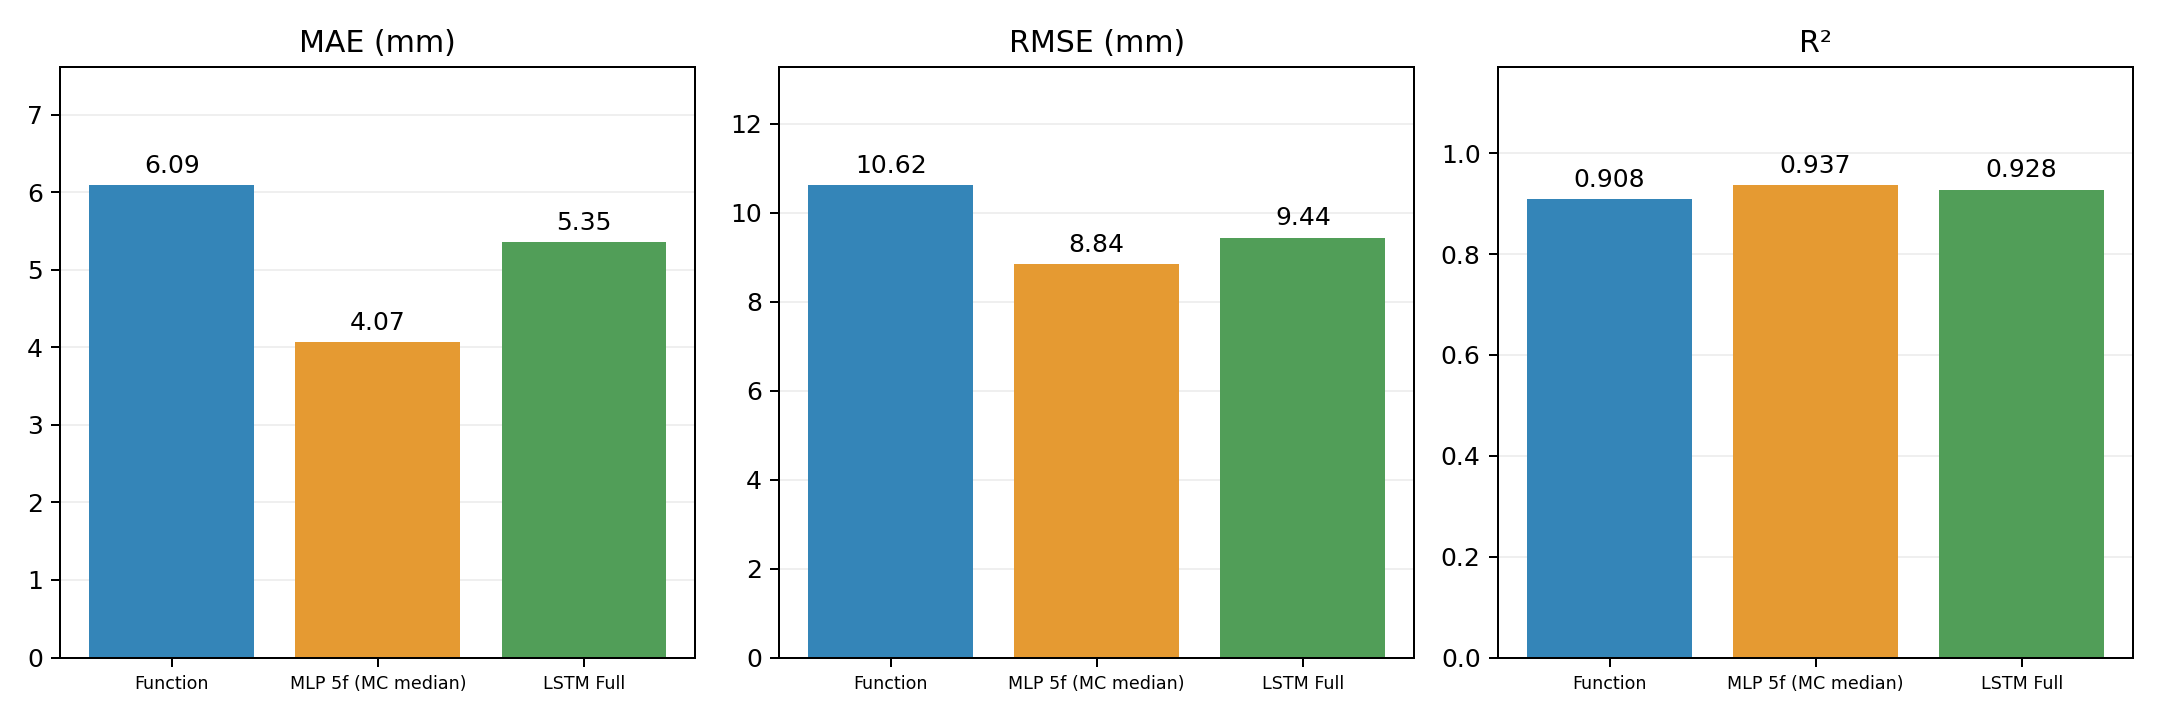 MAE (mm)
7
6
5
4
3
2
1
0
6.09
4.07
5.35
Function
MLP 5f (MC median)
LSTM Full
RMSE (mm)
12
10
8
6
4
2
0
10.62
8.84
9.44
Function
MLP 5f (MC median)
LSTM Full
R²
1.0
0.8
0.6
0.4
0.2
0.0
0.908
0.937
0.928
Function
MLP 5f (MC median)
LSTM Full